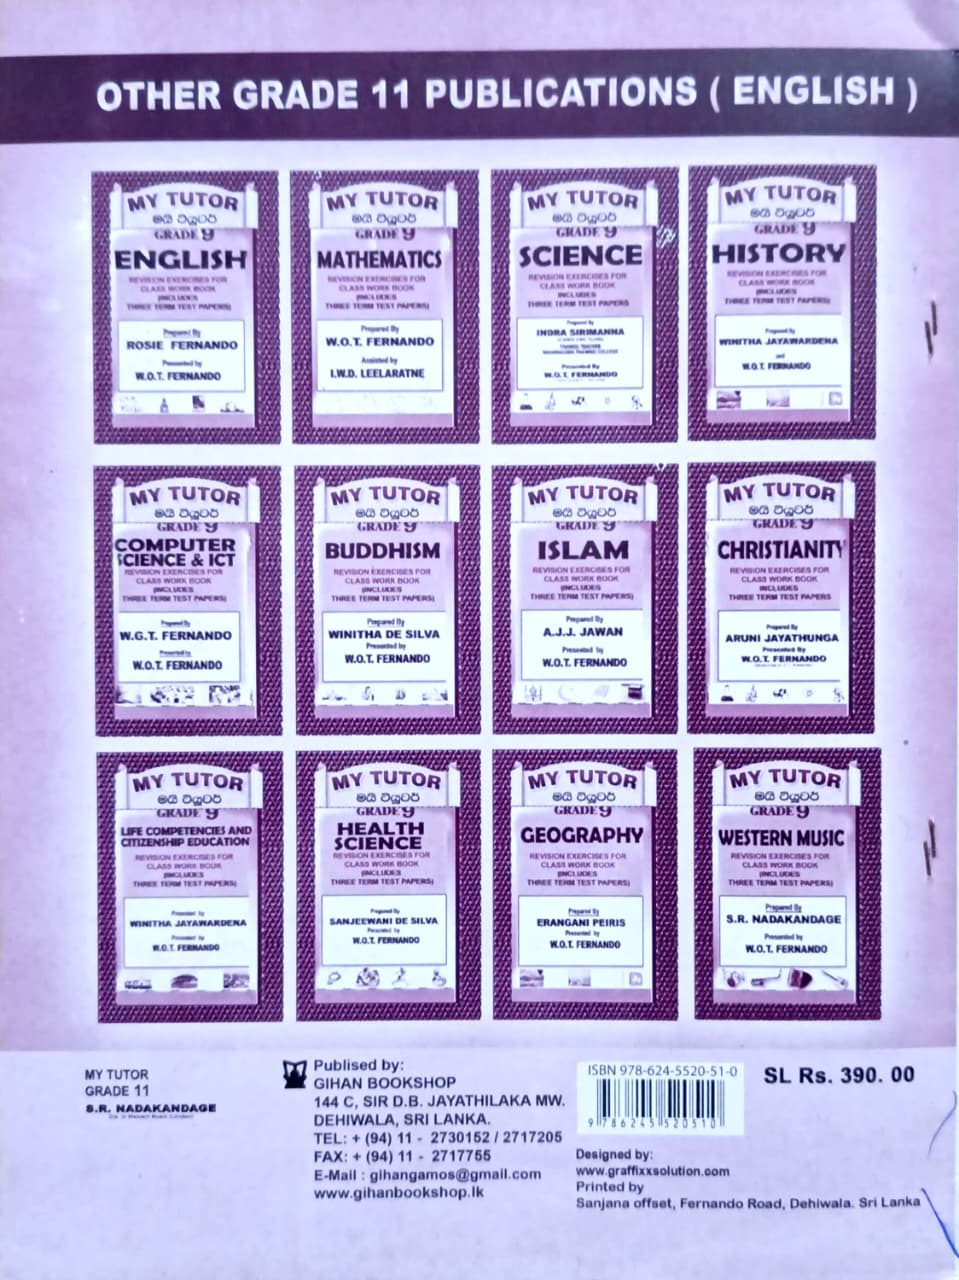 OTHER GRADE 11 PUBLICATIONS ( ENGLISH )
MY TUTOR
මයි ටියුටර්
GRADE 9
ENGLISH
REVISION EXERCISES FOR
CLASS WORK BOOK
(INCLUDES
THREE TERM TEST PAPERS)
Prepared By
ROSIE FERNANDO
Presented by
W.O.T. FERNANDO
MY TUTOR
මයි ටියුටර්
GRADE 9
MATHEMATICS
REVISION EXERCISES FOR
CLASS WORK BOOK
(INCLUDES
THREE TERM TEST PAPERS)
Prepared By
W.O.T. FERNANDO
Assisted by
I.W.D. LEELARATNE
MY TUTOR
මයි ටියුටර්
GRADE 9
SCIENCE
REVISION EXERCISES FOR
CLASS WORK BOOK
INCLUDES
THREE TERM TEST PAPERS
Prepared By
INDRA SIRIMANNA
TRAINED TEACHER
Presented By
W.O.T. FERNANDO
MY TUTOR
මයි ටියුටර්
GRADE 9
HISTORY
REVISION EXERCISES FOR
CLASS WORK BOOK
(INCLUDES
THREE TERM TEST PAPERS)
Prepared By
WINITHA JAYAWARDENA
and
W.O.T. FERNANDO
MY TUTOR
මයි ටියුටර්
GRADE 9
COMPUTER
SCIENCE & ICT
REVISION EXERCISES FOR
CLASS WORK BOOK
(INCLUDES
THREE TERM TEST PAPERS)
Prepared By
W.G.T. FERNANDO
Presented by
W.O.T. FERNANDO
MY TUTOR
මයි ටියුටර්
GRADE 9
BUDDHISM
REVISION EXERCISES FOR
CLASS WORK BOOK
(INCLUDES
THREE TERM TEST PAPERS)
Prepared By
WINITHA DE SILVA
Presented by
W.O.T. FERNANDO
MY TUTOR
මයි ටියුටර්
GRADE 9
ISLAM
REVISION EXERCISES FOR
CLASS WORK BOOK
(INCLUDES
THREE TERM TEST PAPERS)
Prepared By
A.J.J. JAWAN
Presented by
W.O.T. FERNANDO
MY TUTOR
මයි ටියුටර්
GRADE 9
CHRISTIANITY
REVISION EXERCISES FOR
CLASS WORK BOOK
INCLUDES
THREE TERM TEST PAPERS
Prepared By
ARUNI JAYATHUNGA
Presented By
W.O.T. FERNANDO
MY TUTOR
මයි ටියුටර්
GRADE 9
LIFE COMPETENCIES AND
CITIZENSHIP EDUCATION
REVISION EXERCISES FOR
CLASS WORK BOOK
(INCLUDES
THREE TERM TEST PAPERS)
Presented by
WINITHA JAYAWARDENA
Presented by
W.O.T. FERNANDO
MY TUTOR
මයි ටියුටර්
GRADE 9
HEALTH
SCIENCE
REVISION EXERCISES FOR
CLASS WORK BOOK
(INCLUDES
THREE TERM TEST PAPERS)
Prepared By
SANJEEWANI DE SILVA
Presented by
W.O.T. FERNANDO
MY TUTOR
මයි ටියුටර්
GRADE 9
GEOGRAPHY
REVISION EXERCISES FOR
CLASS WORK BOOK
(INCLUDES
THREE TERM TEST PAPERS)
Prepared By
ERANGANI PEIRIS
Presented by
W.O.T. FERNANDO
MY TUTOR
මයි ටියුටර්
GRADE 9
WESTERN MUSIC
REVISION EXERCISES FOR
CLASS WORK BOOK
(INCLUDES
THREE TERM TEST PAPERS)
Prepared By
S.R. NADAKANDAGE
Presented by
W.O.T. FERNANDO
MY TUTOR
GRADE 11
S.R. NADAKANDAGE
Publised by:
GIHAN BOOKSHOP
144 C, SIR D.B. JAYATHILAKA MW.
DEHIWALA, SRI LANKA.
TEL: + (94) 11 - 2730152 / 2717205
FAX: + (94) 11 - 2717755
E-Mail : gihangamos@gmail.com
www.gihanbookshop.lk
ISBN 978-624-5520-51-0
9 786245 520510
SL Rs. 390. 00
Designed by:
www.graffixxsolution.com
Printed by
Sanjana offset, Fernando Road, Dehiwala. Sri Lanka